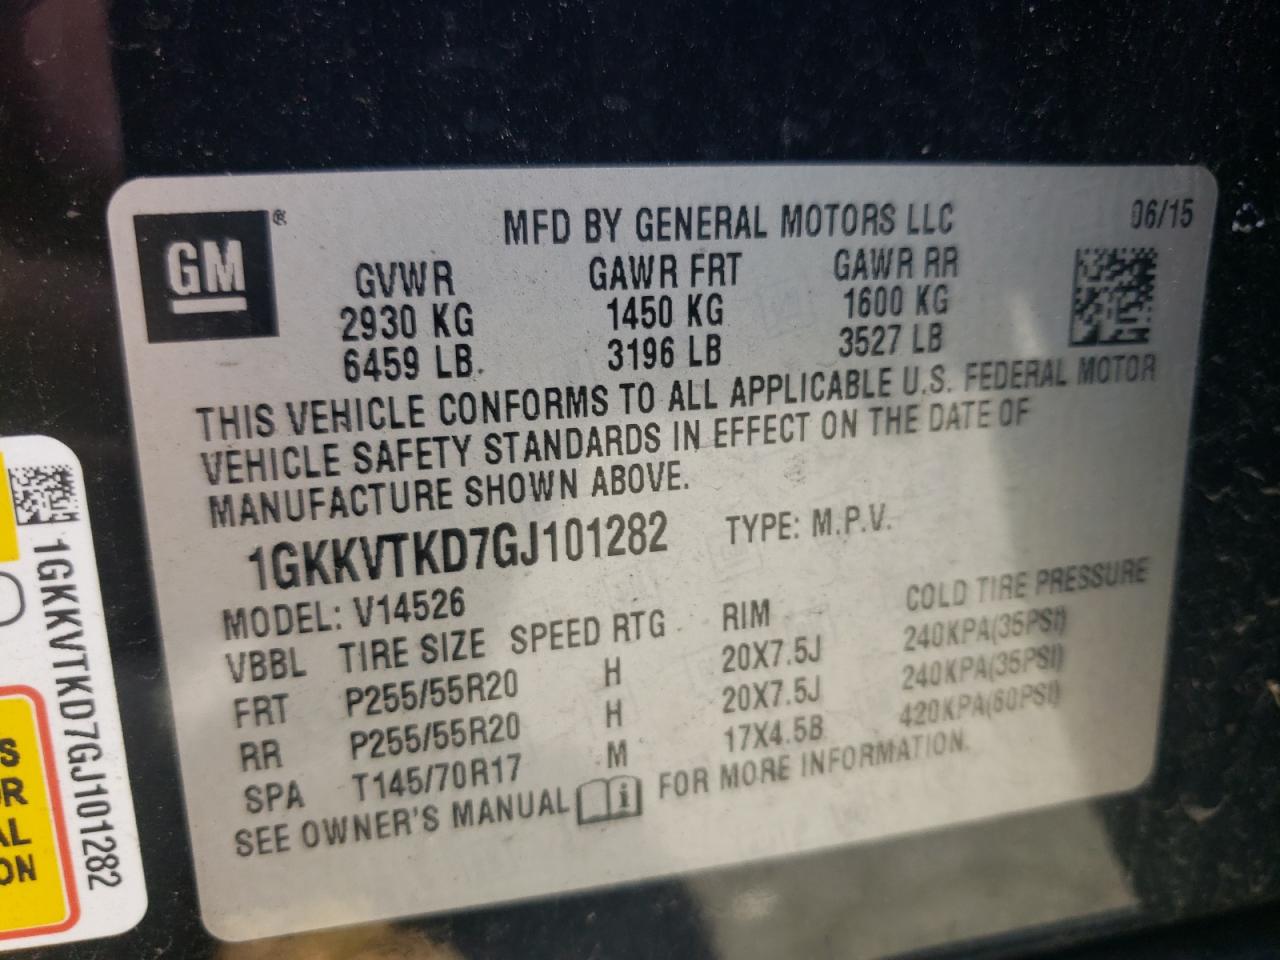 GM ®
MFD BY GENERAL MOTORS LLC 06/15
GVWR GAWR FRT GAWR RR
2930 KG 1450 KG 1600 KG
6459 LB. 3196 LB 3527 LB
THIS VEHICLE CONFORMS TO ALL APPLICABLE U.S. FEDERAL MOTOR
VEHICLE SAFETY STANDARDS IN EFFECT ON THE DATE OF
MANUFACTURE SHOWN ABOVE.
1GKKVTKD7GJ101282 TYPE: M.P.V.
MODEL: V14526
VBBL TIRE SIZE SPEED RTG RIM COLD TIRE PRESSURE
FRT P255/55R20 H 20X7.5J 240KPA(35PSI)
RR P255/55R20 H 20X7.5J 240KPA(35PSI)
SPA T145/70R17 M 17X4.5B 420KPA(60PSI)
SEE OWNER'S MANUAL i FOR MORE INFORMATION.
1GKKVTKD7GJ101282
S
OR
AL
ON